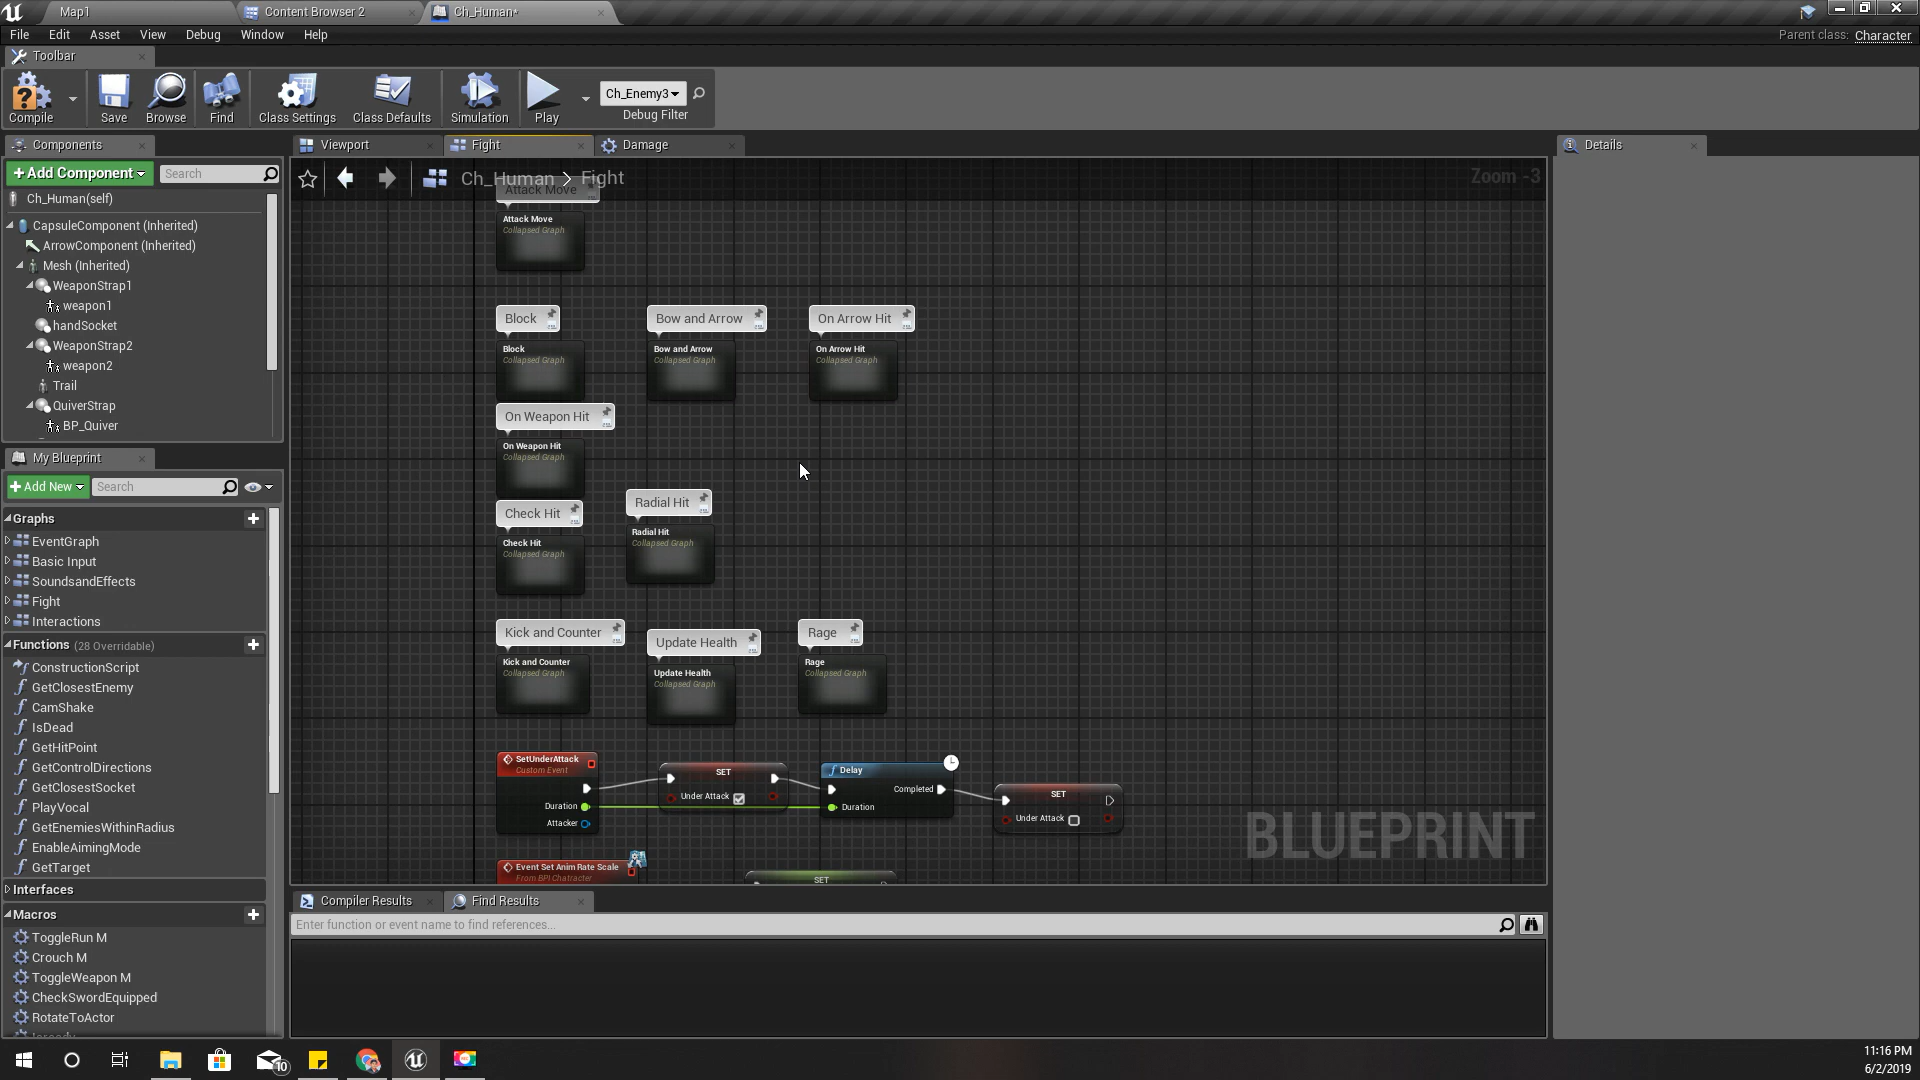 Map1
Content Browser 2
Ch_Human*
File Edit Asset View Debug Window Help
Parent class: Character
Toolbar
Compile
Save
Browse
Find
Class Settings
Class Defaults
Simulation
Play
Ch_Enemy3
Debug Filter
Components
+Add Component
Search
Ch_Human(self)
CapsuleComponent (Inherited)
ArrowComponent (Inherited)
Mesh (Inherited)
WeaponStrap1
weapon1
handSocket
WeaponStrap2
weapon2
Trail
QuiverStrap
BP_Quiver
My Blueprint
+Add New
Search
Graphs
EventGraph
Basic Input
SoundsandEffects
Fight
Interactions
Functions (28 Overridable)
ConstructionScript
GetClosestEnemy
CamShake
IsDead
GetHitPoint
GetControlDirections
GetClosestSocket
PlayVocal
GetEnemiesWithinRadius
EnableAimingMode
GetTarget
Interfaces
Macros
ToggleRun M
Crouch M
ToggleWeapon M
CheckSwordEquipped
RotateToActor
Viewport
Fight
Damage
Ch_Human > Fight
Zoom -3
Attack Move
Attack Move
Collapsed Graph
Block
Block
Collapsed Graph
Bow and Arrow
Bow and Arrow
Collapsed Graph
On Arrow Hit
On Arrow Hit
Collapsed Graph
On Weapon Hit
On Weapon Hit
Collapsed Graph
Check Hit
Check Hit
Collapsed Graph
Radial Hit
Radial Hit
Collapsed Graph
Kick and Counter
Kick and Counter
Collapsed Graph
Update Health
Update Health
Collapsed Graph
Rage
Rage
Collapsed Graph
SetUnderAttack
Custom Event
Duration
Attacker
SET
Under Attack
Delay
Completed
Duration
SET
Under Attack
Event Set Anim Rate Scale
From BPI Chatracter
SET
BLUEPRINT
Compiler Results
Find Results
Enter function or event name to find references...
Details
10
11:16 PM
6/2/2019